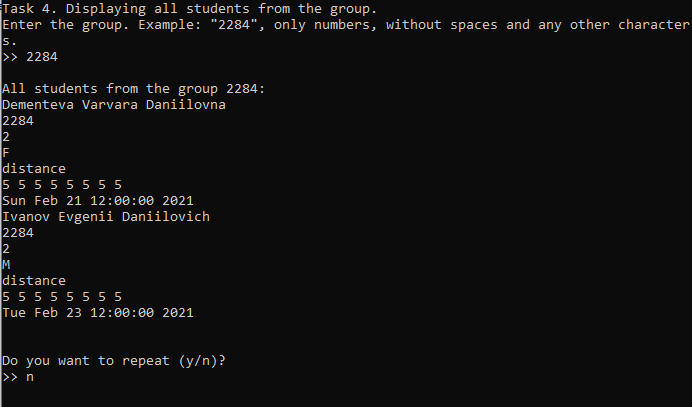 Task 4. Displaying all students from the group.
Enter the group. Example: "2284", only numbers, without spaces and any other character
s.
>> 2284
All students from the group 2284:
Dementeva Varvara Daniilovna
2284
2
F
distance
5 5 5 5 5 5 5 5
Sun Feb 21 12:00:00 2021
Ivanov Evgenii Daniilovich
2284
2
M
distance
5 5 5 5 5 5 5 5
Tue Feb 23 12:00:00 2021
Do you want to repeat (y/n)?
>> n